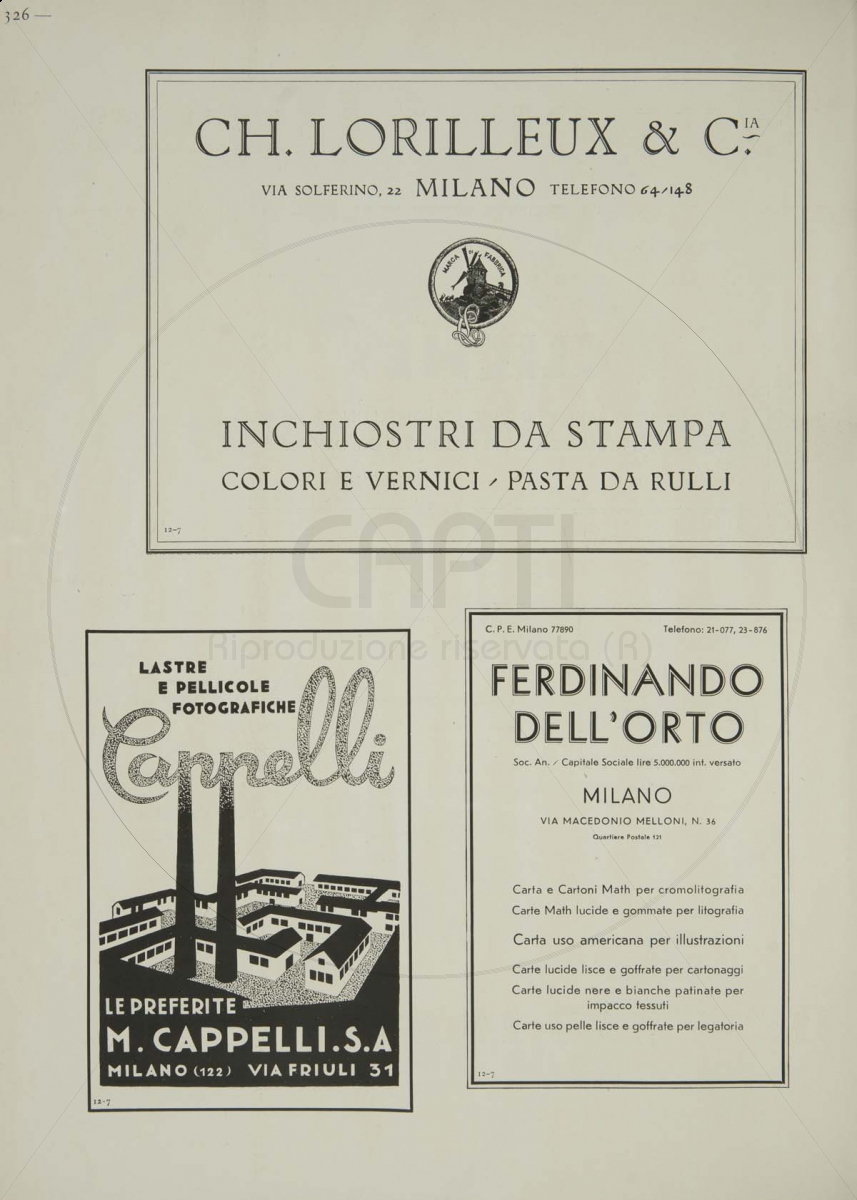 326 —
CH. LORILLEUX & C.IA
VIA SOLFERINO, 22 MILANO TELEFONO 64/148
MARCA DI FABBRICA
INCHIOSTRI DA STAMPA
COLORI E VERNICI / PASTA DA RULLI
12-7
CAPTI
Riproduzione riservata (R)
LASTRE
E PELLICOLE
FOTOGRAFICHE
Cappelli
LE PREFERITE
M. CAPPELLI.S.A
MILANO (122) VIA FRIULI 31
12-7
C. P. E. Milano 77890 Telefono: 21-077, 23-876
FERDINANDO
DELL'ORTO
Soc. An. / Capitale Sociale lire 5.000.000 int. versato
MILANO
VIA MACEDONIO MELLONI, N. 36
Quartiere Postale 121
Carta e Cartoni Math per cromolitografia
Carte Math lucide e gommate per litografia
Carta uso americana per illustrazioni
Carte lucide lisce e goffrate per cartonaggi
Carte lucide nere e bianche patinate per
impacco tessuti
Carte uso pelle lisce e goffrate per legatoria
12-7